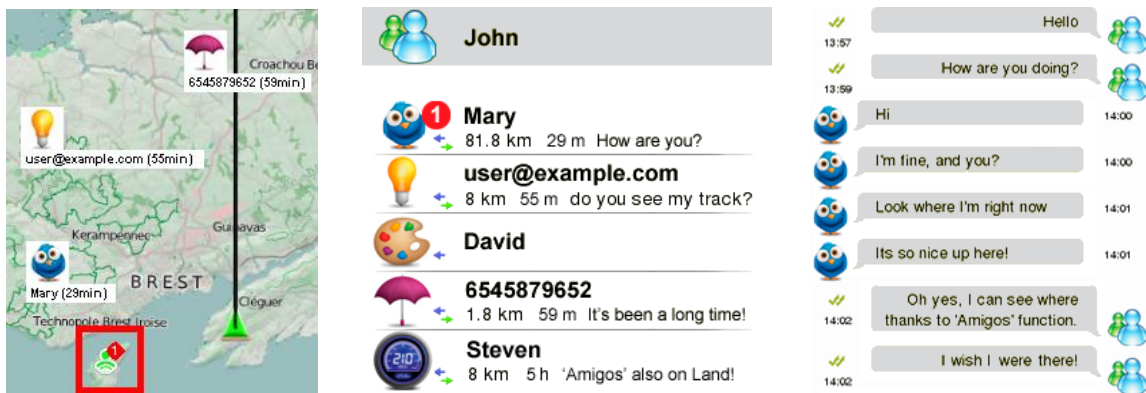 Croachou Be
6545879652 (59min)
user@example.com (55min)
Kerampennec
Guipavas
Mary (29min)
BREST
Cléguer
Technopole Brest Iroise
1
John
1
Mary
81.8 km 29 m How are you?
user@example.com
8 km 55 m do you see my track?
David
6545879652
1.8 km 59 m It's been a long time!
210
Steven
8 km 5 h ‘Amigos’ also on Land!
Hello
13:57
How are you doing?
13:59
Hi
14:00
I'm fine, and you?
14:00
Look where I'm right now
14:01
Its so nice up here!
14:01
Oh yes, I can see where
thanks to 'Amigos' function.
14:02
I wish I were there!
14:02